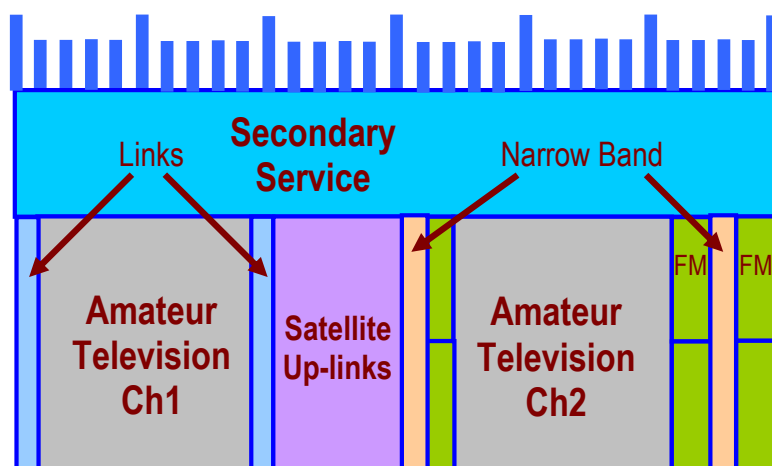 Secondary
Service
Links
Narrow Band
FM
FM
Amateur
Television
Ch1
Satellite
Up-links
Amateur
Television
Ch2